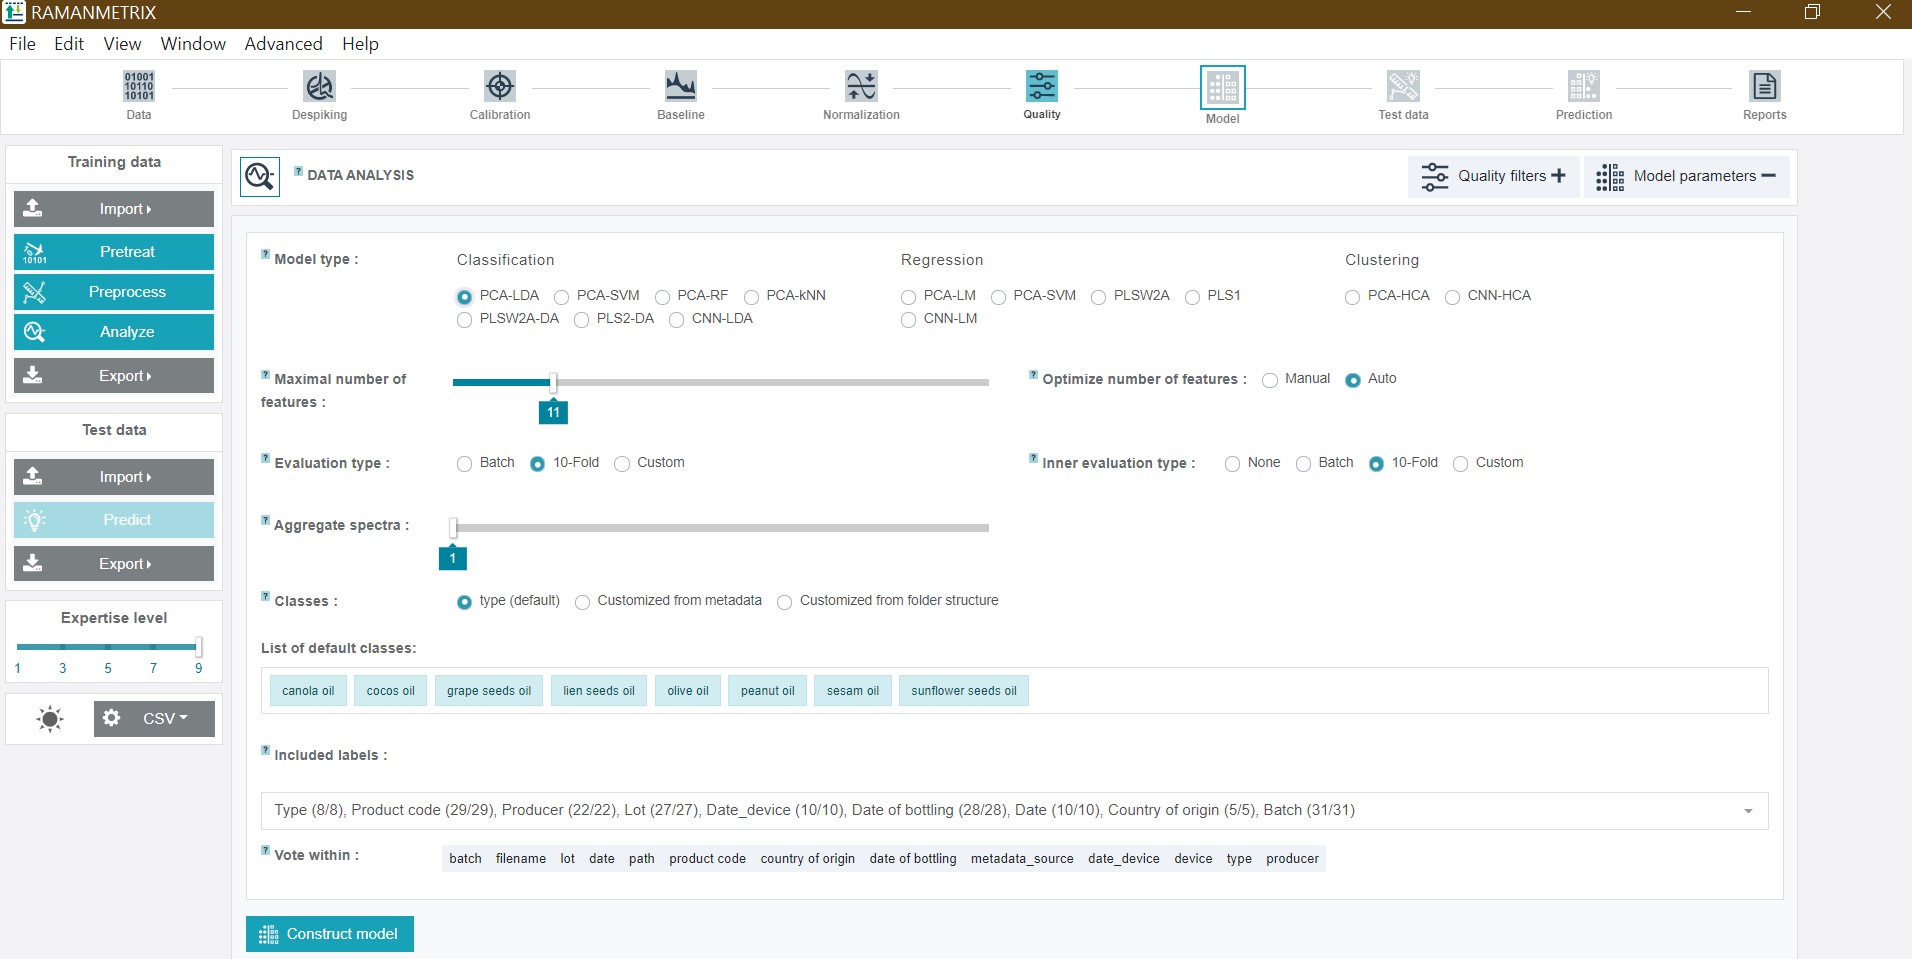 RAMANMETRIX
File Edit View Window Advanced Help
01001
10110
10101
Data Despiking Calibration Baseline Normalization Quality Model Test data Prediction Reports
Training data
Import
10101 Pretreat
Preprocess
Analyze
Export
Test data
Import
Predict
Export
Expertise level
1 3 5 7 9
CSV
? DATA ANALYSIS
Quality filters + Model parameters −
? Model type : Classification Regression Clustering
PCA-LDA PCA-SVM PCA-RF PCA-kNN PCA-LM PCA-SVM PLSW2A PLS1 PCA-HCA CNN-HCA
PLSW2A-DA PLS2-DA CNN-LDA CNN-LM
? Maximal number of features : 11
? Optimize number of features : Manual Auto
? Evaluation type : Batch 10-Fold Custom
? Inner evaluation type : None Batch 10-Fold Custom
? Aggregate spectra : 1
? Classes : type (default) Customized from metadata Customized from folder structure
List of default classes:
canola oil cocos oil grape seeds oil lien seeds oil olive oil peanut oil sesam oil sunflower seeds oil
? Included labels :
Type (8/8), Product code (29/29), Producer (22/22), Lot (27/27), Date_device (10/10), Date of bottling (28/28), Date (10/10), Country of origin (5/5), Batch (31/31)
? Vote within : batch filename lot date path product code country of origin date of bottling metadata_source date_device device type producer
Construct model